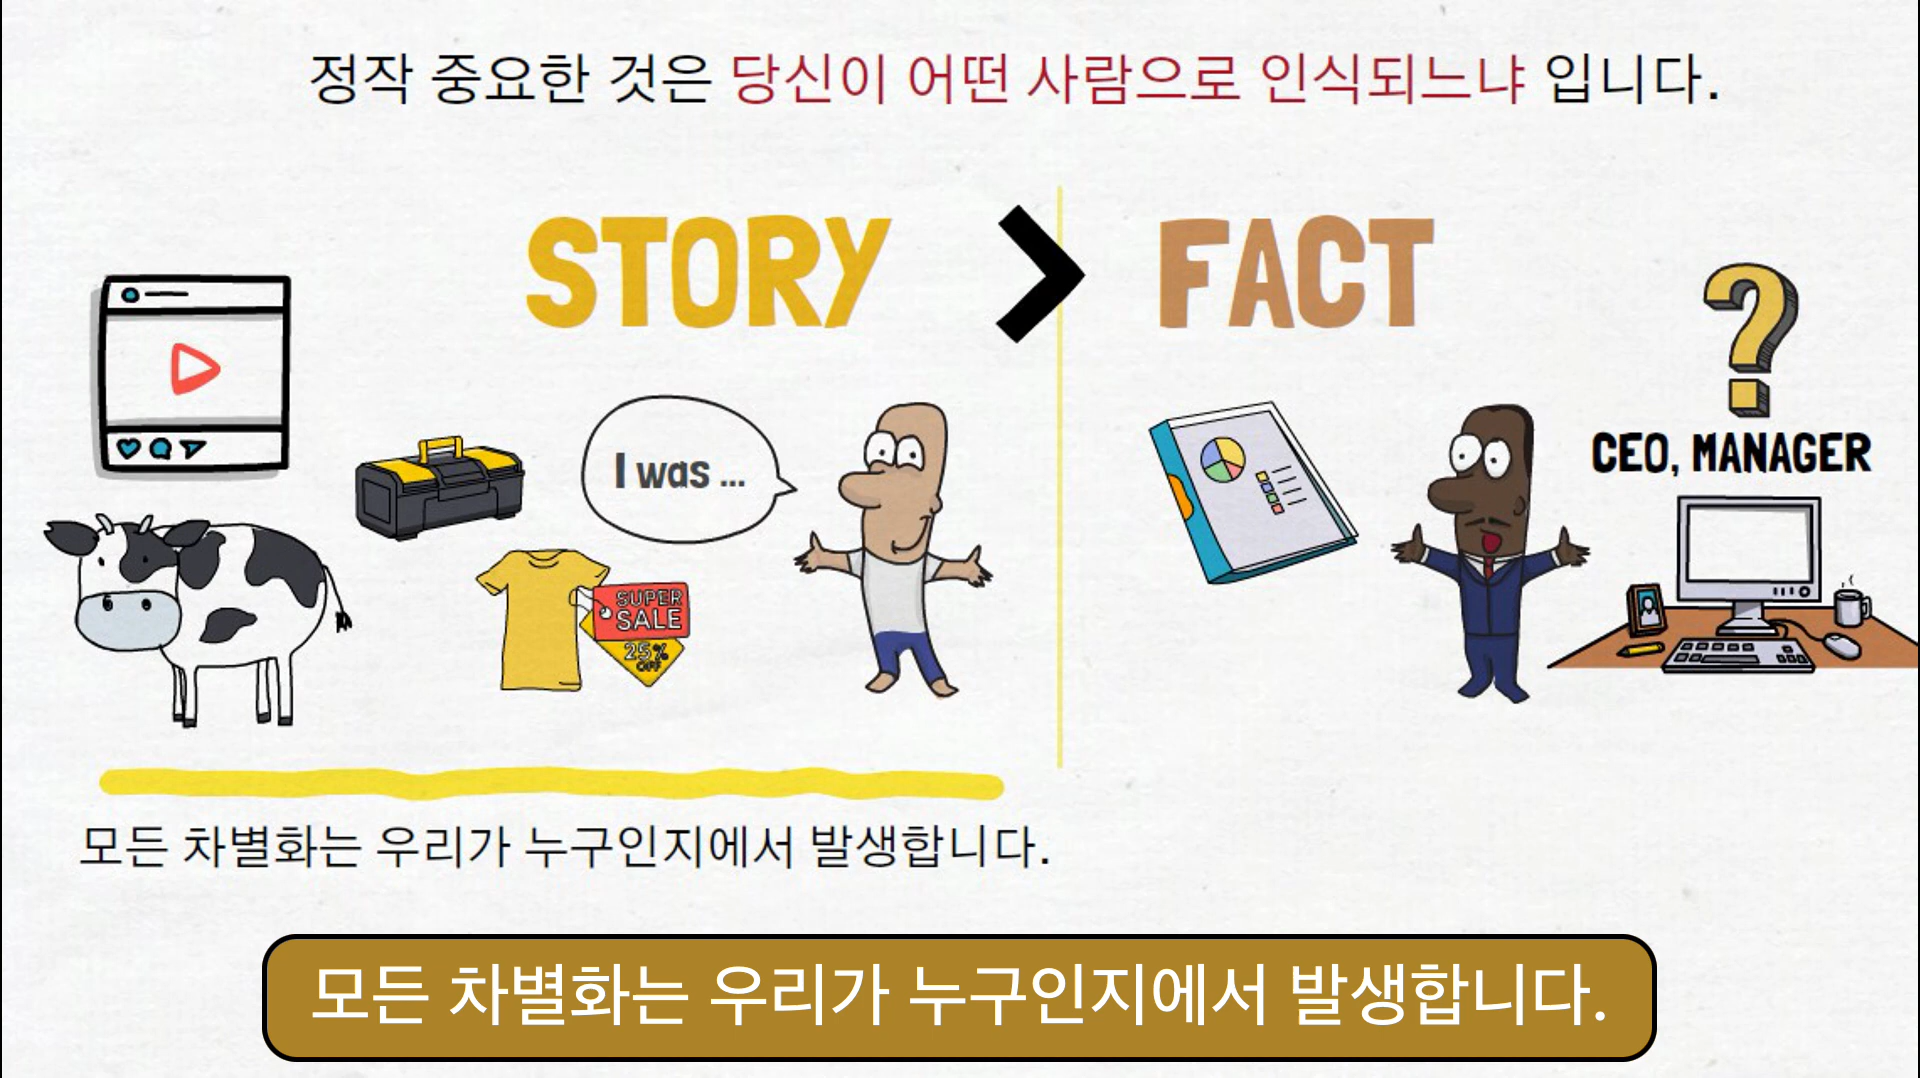 정작 중요한 것은 당신이 어떤 사람으로 인식되느냐 입니다.
STORY > FACT
I was ...
CEO, MANAGER
SUPER
SALE
25%
OFF
모든 차별화는 우리가 누구인지에서 발생합니다.
모든 차별화는 우리가 누구인지에서 발생합니다.